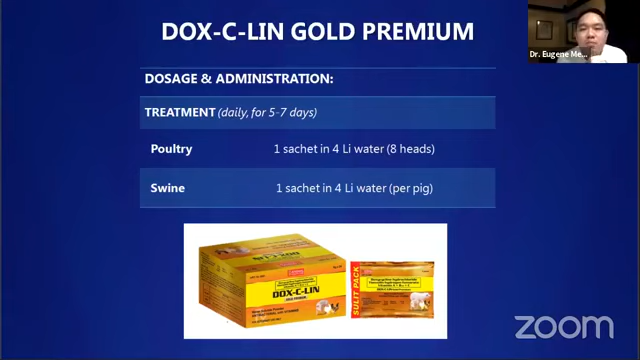 DOX-C-LIN GOLD PREMIUM
Dr. Eugene Me...
DOSAGE & ADMINISTRATION:
TREATMENT (daily, for 5-7 days)
Poultry 1 sachet in 4 Li water (8 heads)
Swine 1 sachet in 4 Li water (per pig)
DOX-C-LIN
SULIT PACK
zoom